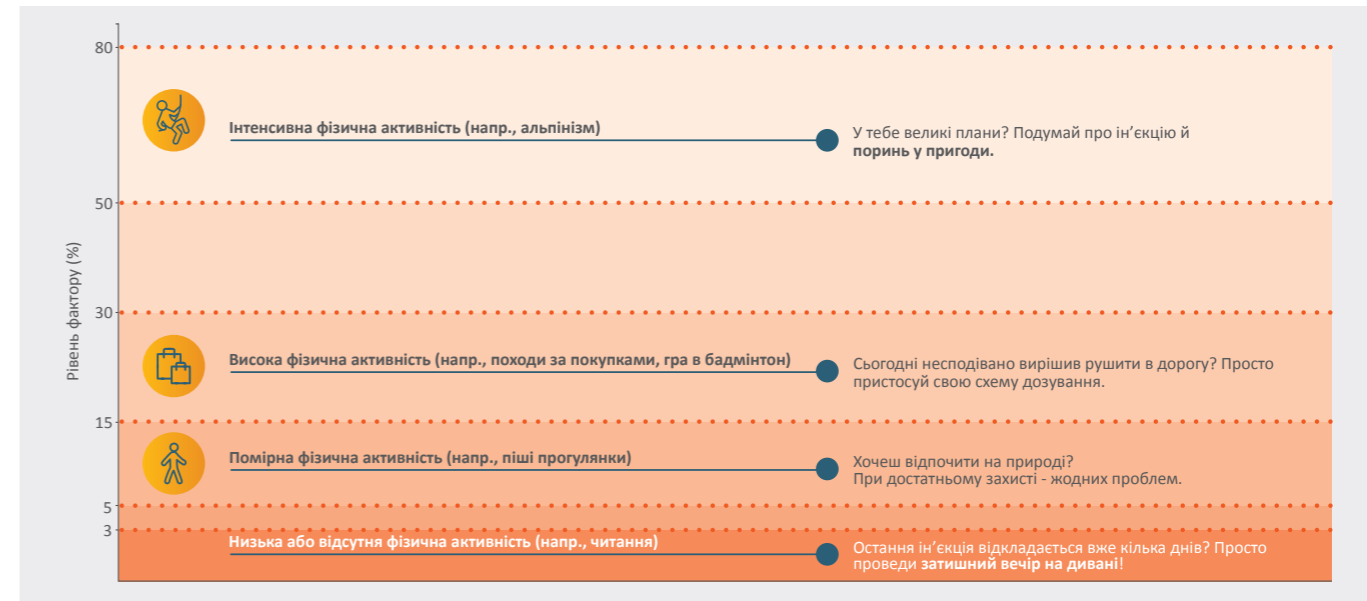 80
Інтенсивна фізична активність (напр., альпінізм)
У тебе великі плани? Подумай про ін’єкцію й
поринь у пригоди.
50
Рівень фактору (%)
30
Висока фізична активність (напр., походи за покупками, гра в бадмінтон)
Сьогодні несподівано вирішив рушити в дорогу? Просто
пристосуй свою схему дозування.
15
Помірна фізична активність (напр., піші прогулянки)
Хочеш відпочити на природі?
При достатньому захисті - жодних проблем.
5
3
Низька або відсутня фізична активність (напр., читання)
Остання ін’єкція відкладається вже кілька днів? Просто
проведи затишний вечір на дивані!